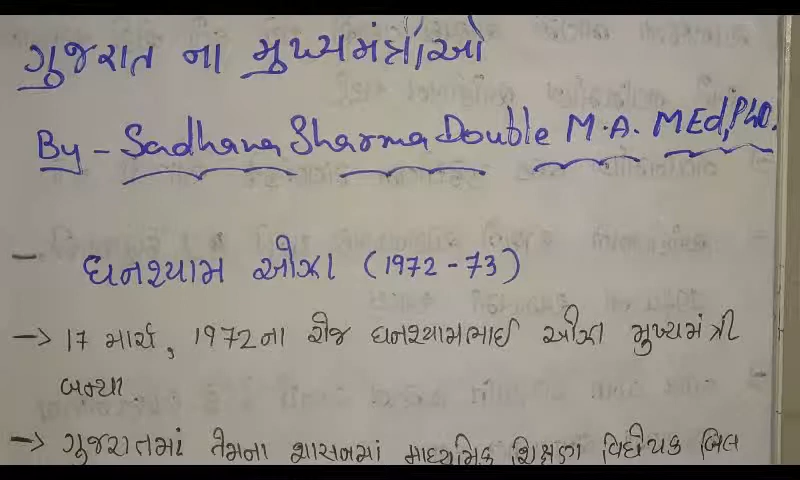 ગુજરાત ના મુખ્યમંત્રીઓ
By - Sadhana Sharma Double M.A. MEd, PhD.
- ઘનશ્યામ ઓઝા (1972-73)
→ 17 માર્ચ, 1972ના રોજ ઘનશ્યામભાઈ ઓઝા મુખ્યમંત્રી
બન્યા.
→ ગુજરાતમાં તેમના શાસનમાં માધ્યમિક શિક્ષણ વિધેયક બિલ